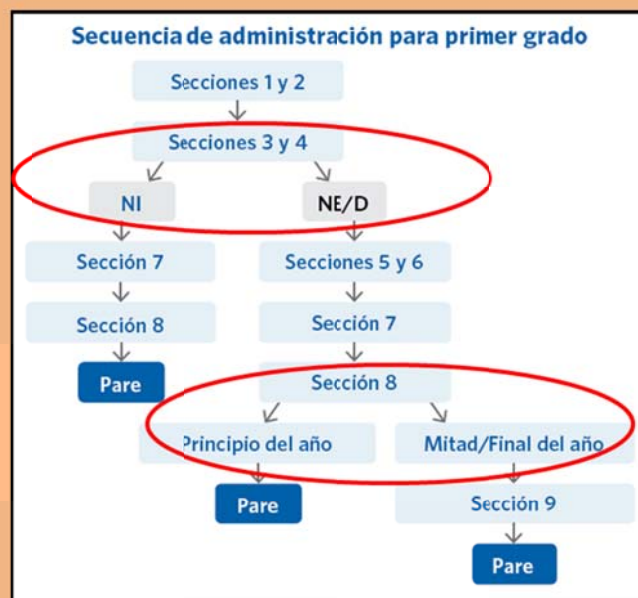 Secuencia de administración para primer grado
Secciones 1 y 2
Secciones 3 y 4
NI
NE/D
Sección 7
Secciones 5 y 6
Sección 8
Sección 7
Pare
Sección 8
Principio del año
Mitad/Final del año
Pare
Sección 9
Pare